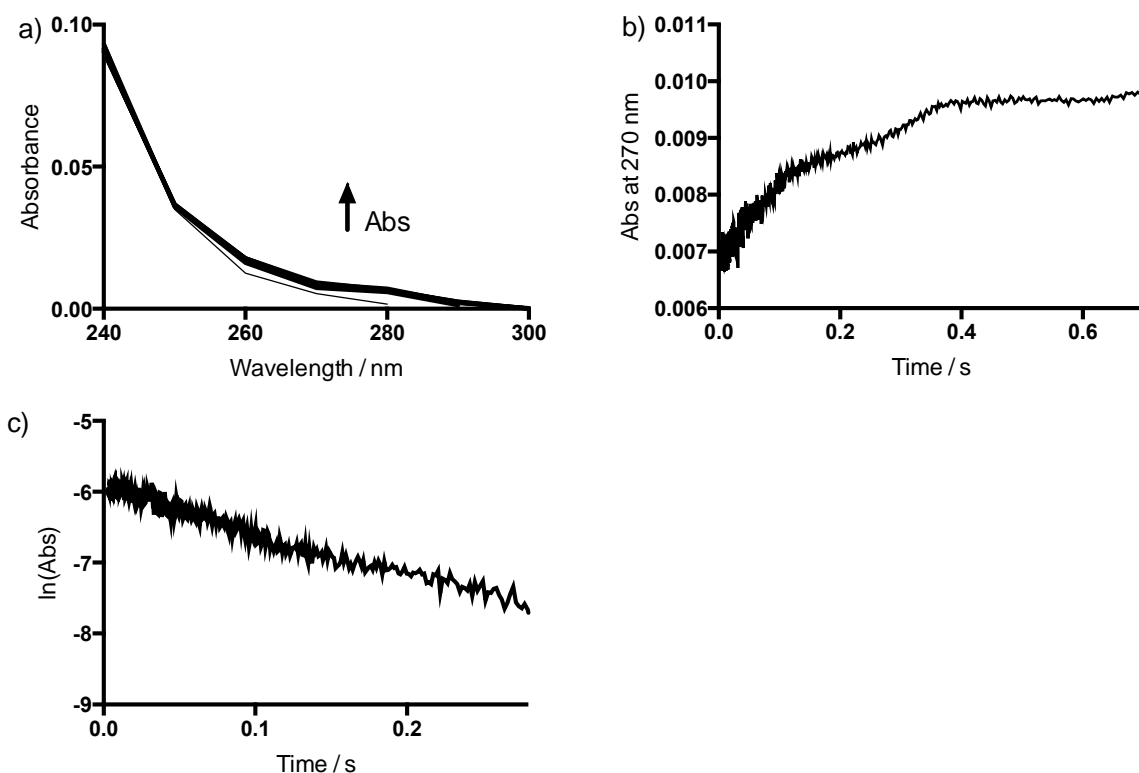 a)
0.10
0.05
0.00
Absorbance
Abs
240
260
280
300
Wavelength / nm
b)
0.011
0.010
0.009
0.008
0.007
0.006
Abs at 270 nm
0.0
0.2
0.4
0.6
Time / s
c)
-5
-6
-7
-8
-9
ln(Abs)
0.0
0.1
0.2
Time / s